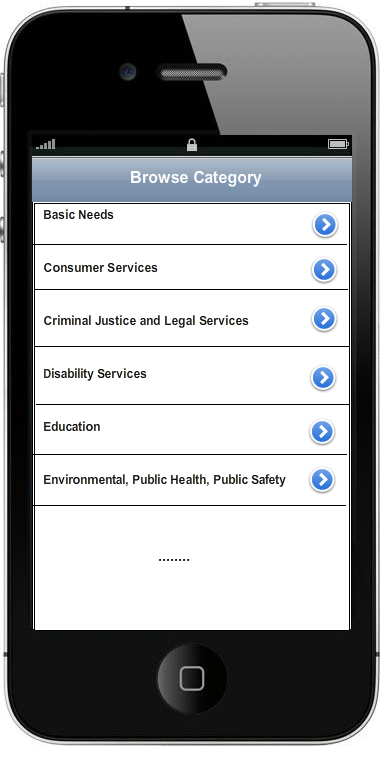 Browse Category
Basic Needs
Consumer Services
Criminal Justice and Legal Services
Disability Services
Education
Environmental, Public Health, Public Safety
........